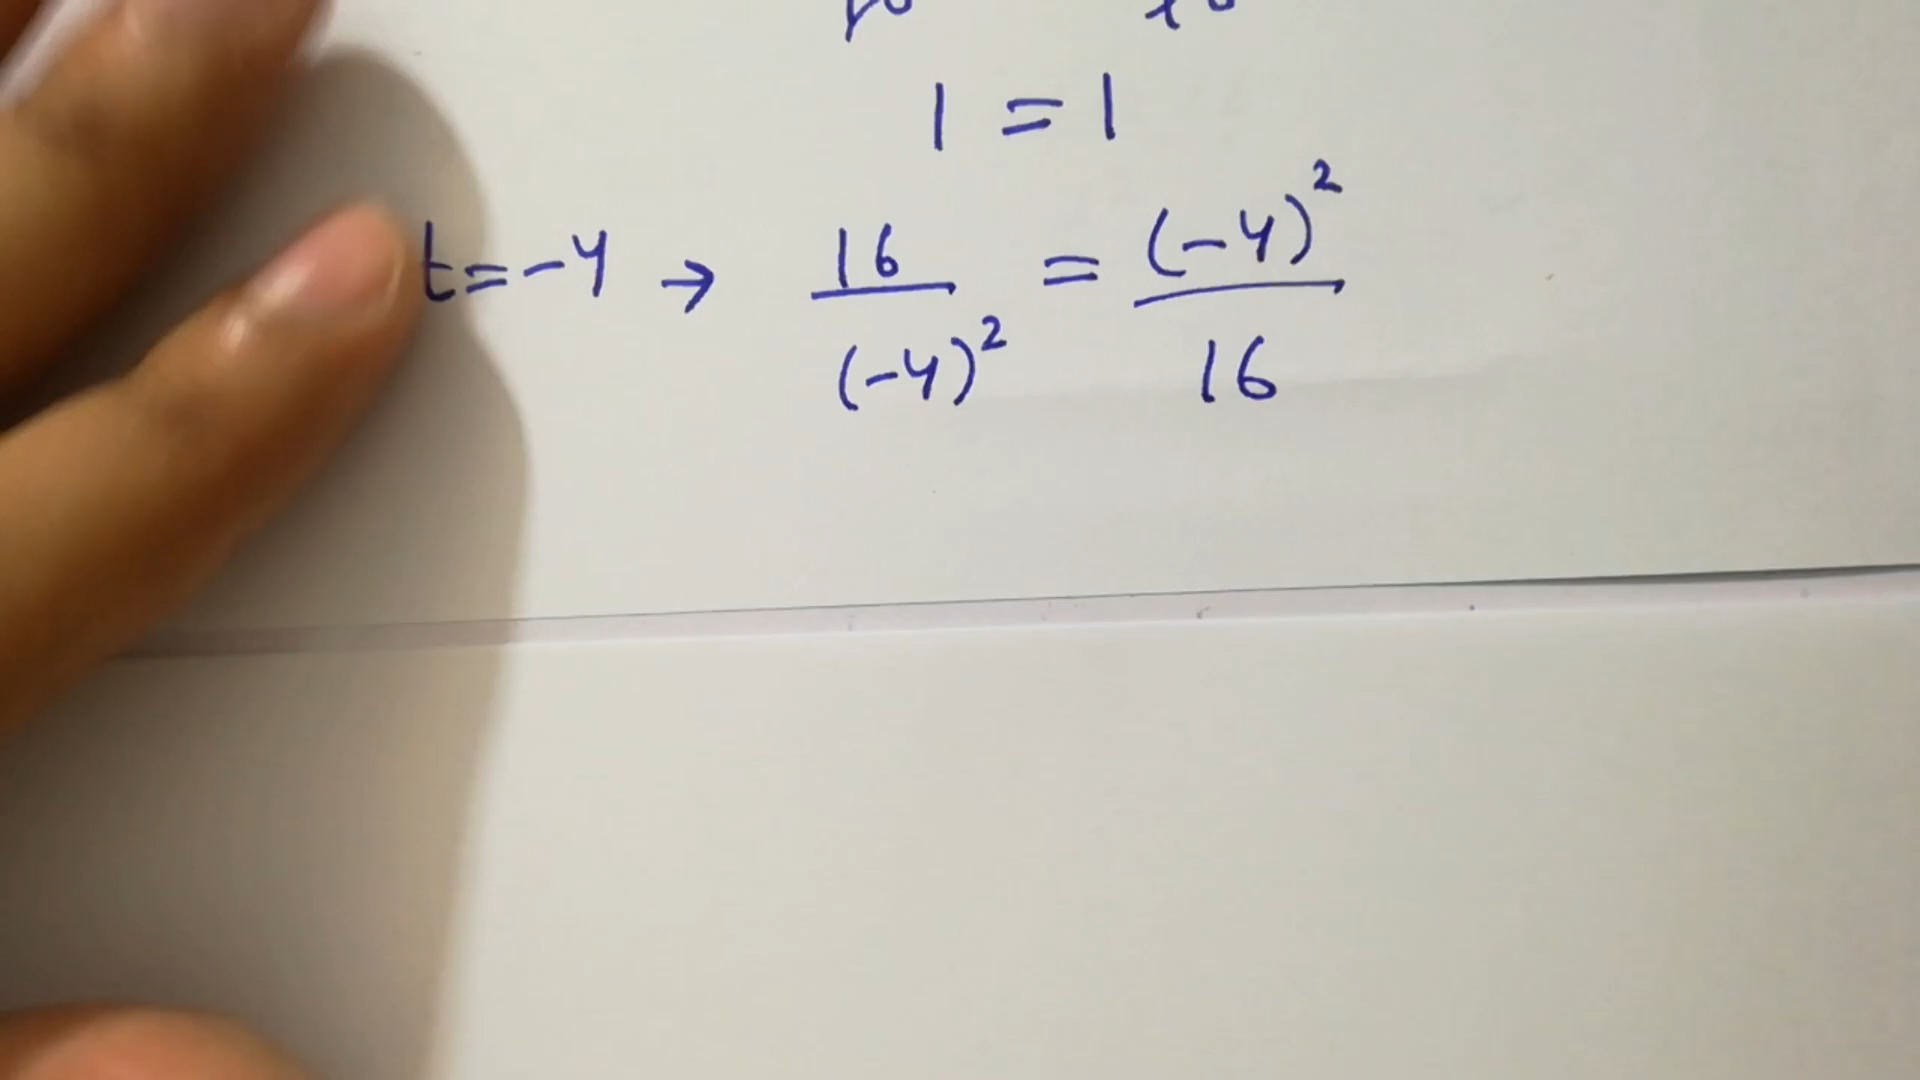 1 = 1
t=-4 → 16/(-4)² = (-4)²/16